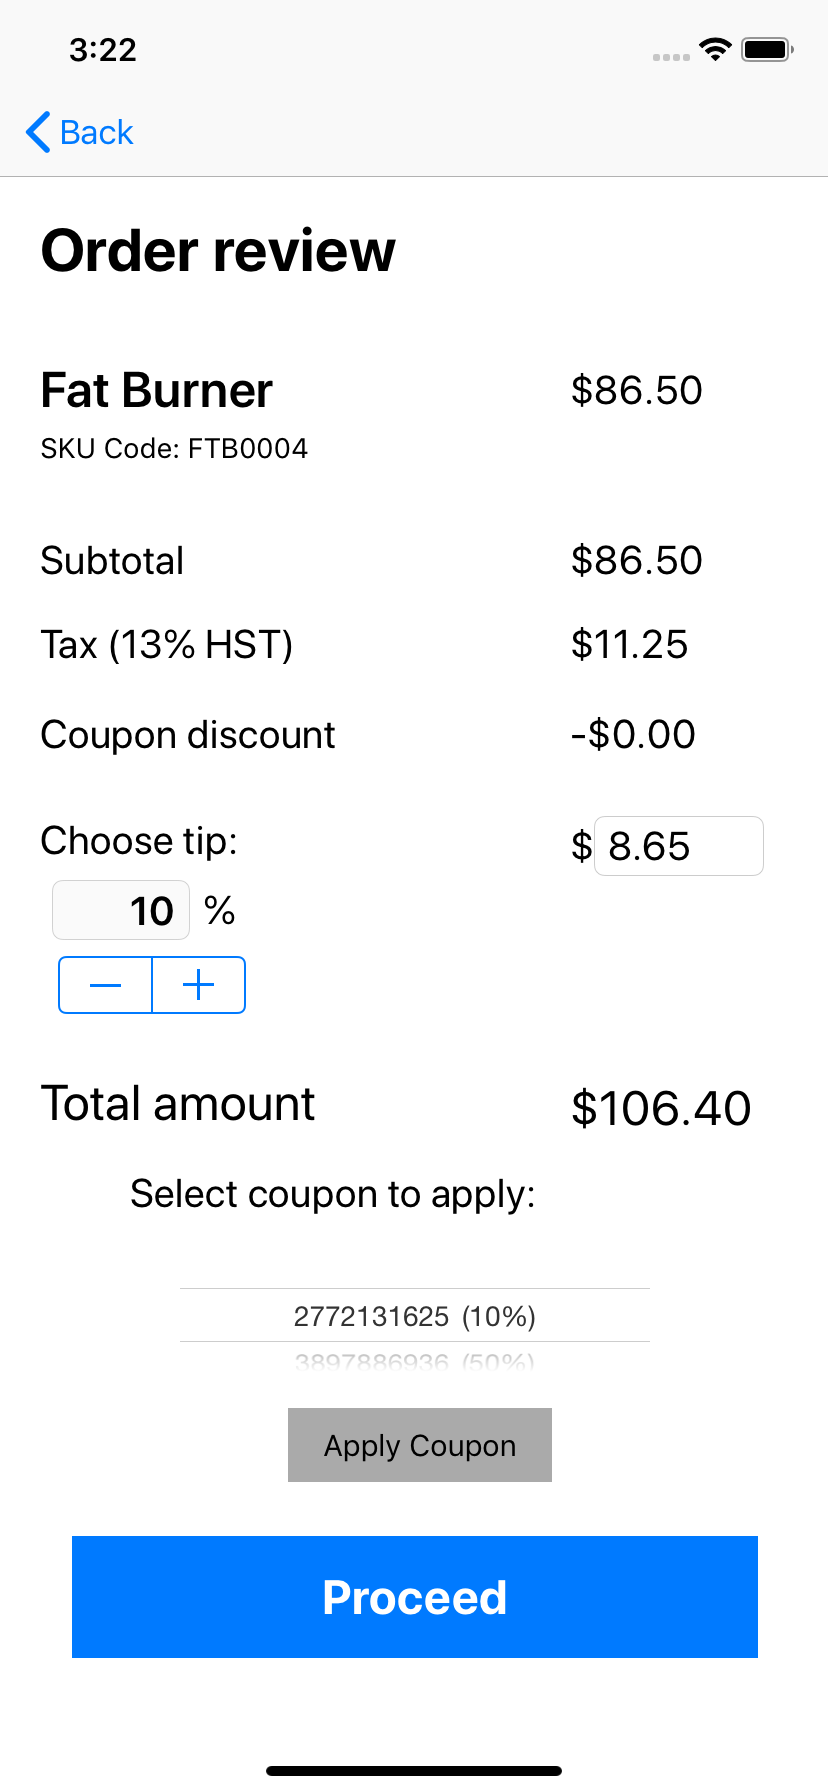 3:22
Back
Order review
Fat Burner $86.50
SKU Code: FTB0004
Subtotal $86.50
Tax (13% HST) $11.25
Coupon discount -$0.00
Choose tip: $ 8.65
10 %
Total amount $106.40
Select coupon to apply:
2772131625 (10%)
3897886936 (50%)
Apply Coupon
Proceed